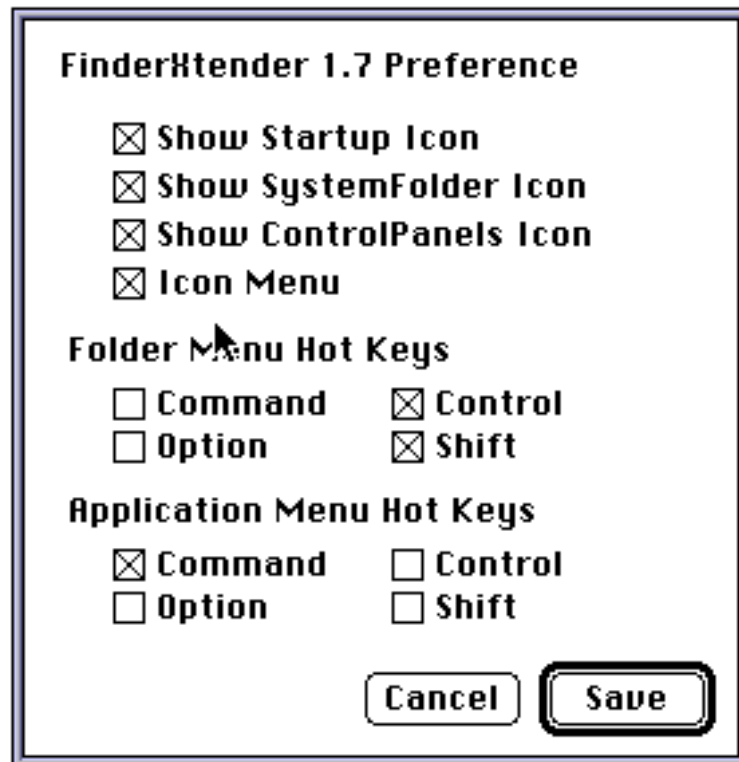 FinderXtender 1.7 Preference
Show Startup Icon
Show SystemFolder Icon
Show ControlPanels Icon
Icon Menu
Folder Menu Hot Keys
Command Control
Option Shift
Application Menu Hot Keys
Command Control
Option Shift
Cancel Save